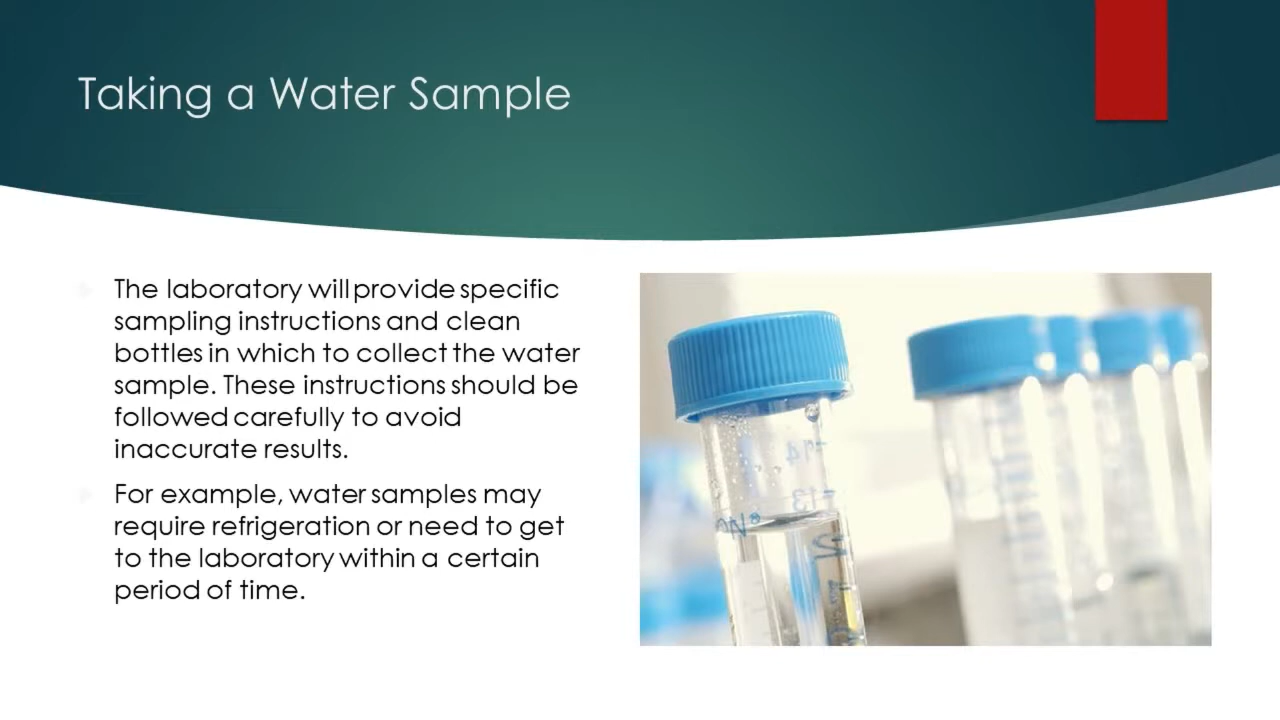 Taking a Water Sample
The laboratory will provide specific
sampling instructions and clean
bottles in which to collect the water
sample. These instructions should be
followed carefully to avoid
inaccurate results.
For example, water samples may
require refrigeration or need to get
to the laboratory within a certain
period of time.
14
13